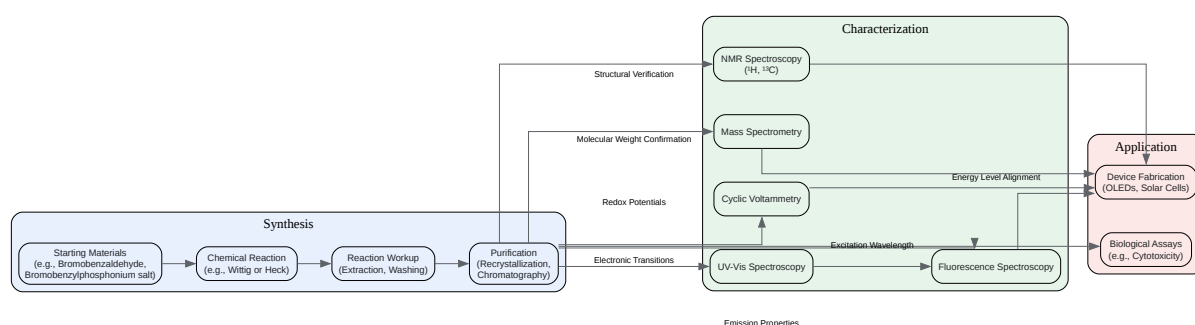 Characterization
NMR Spectroscopy
(¹H, ¹³C)
Structural Verification
Mass Spectrometry
Molecular Weight Confirmation
Application
Energy Level Alignment
Device Fabrication
(OLEDs, Solar Cells)
Cyclic Voltammetry
Redox Potentials
Synthesis
Starting Materials
(e.g., Bromobenzaldehyde,
Bromobenzylphosphonium salt)
Chemical Reaction
(e.g., Wittig or Heck)
Reaction Workup
(Extraction, Washing)
Purification
(Recrystallization,
Chromatography)
Electronic Transitions
Excitation Wavelength
UV-Vis Spectroscopy
Fluorescence Spectroscopy
Biological Assays
(e.g., Cytotoxicity)
Emission Properties